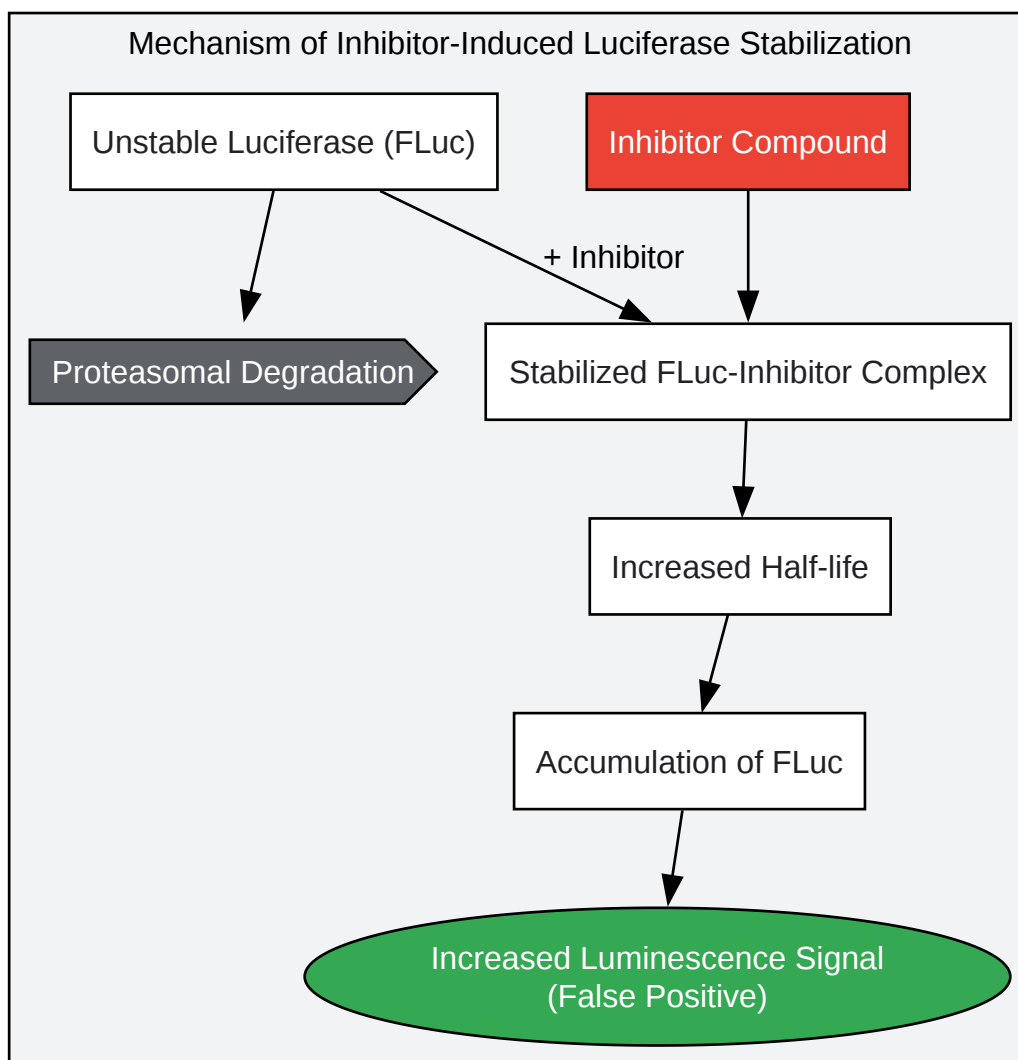 Mechanism of Inhibitor-Induced Luciferase Stabilization
Unstable Luciferase (FLuc)
Inhibitor Compound
+ Inhibitor
Proteasomal Degradation
Stabilized FLuc-Inhibitor Complex
Increased Half-life
Accumulation of FLuc
Increased Luminescence Signal
(False Positive)